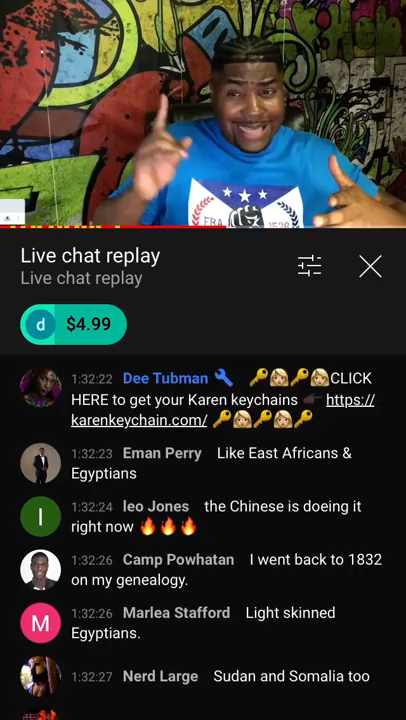 ERA 1528
Live chat replay
Live chat replay
d $4.99
1:32:22 Dee Tubman 🔧 🔑👩🏼🔑👩🏼CLICK
HERE to get your Karen keychains 👉🏿 https://
karenkeychain.com/ 🔑👩🏼🔑👩🏼🔑
1:32:23 Eman Perry Like East Africans &
Egyptians
1:32:24 leo Jones the Chinese is doeing it
I
right now 🔥🔥🔥
1:32:26 Camp Powhatan I went back to 1832
on my genealogy.
1:32:26 Marlea Stafford Light skinned
M
Egyptians.
1:32:27 Nerd Large Sudan and Somalia too